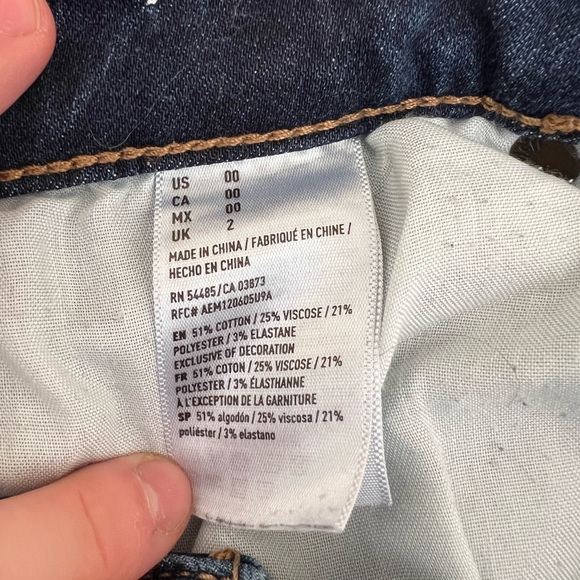 US 00
CA 00
MX 00
UK 2
MADE IN CHINA / FABRIQUÉ EN CHINE /
HECHO EN CHINA
RN 54485/CA 03873
RFC# AEM120605U9A
EN 51% COTTON / 25% VISCOSE / 21%
POLYESTER / 3% ELASTANE
EXCLUSIVE OF DECORATION
FR 51% COTON / 25% VISCOSE / 21%
POLYESTER / 3% ÉLASTHANNE
À L'EXCEPTION DE LA GARNITURE
SP 51% algodón / 25% viscosa / 21%
poliéster / 3% elastano